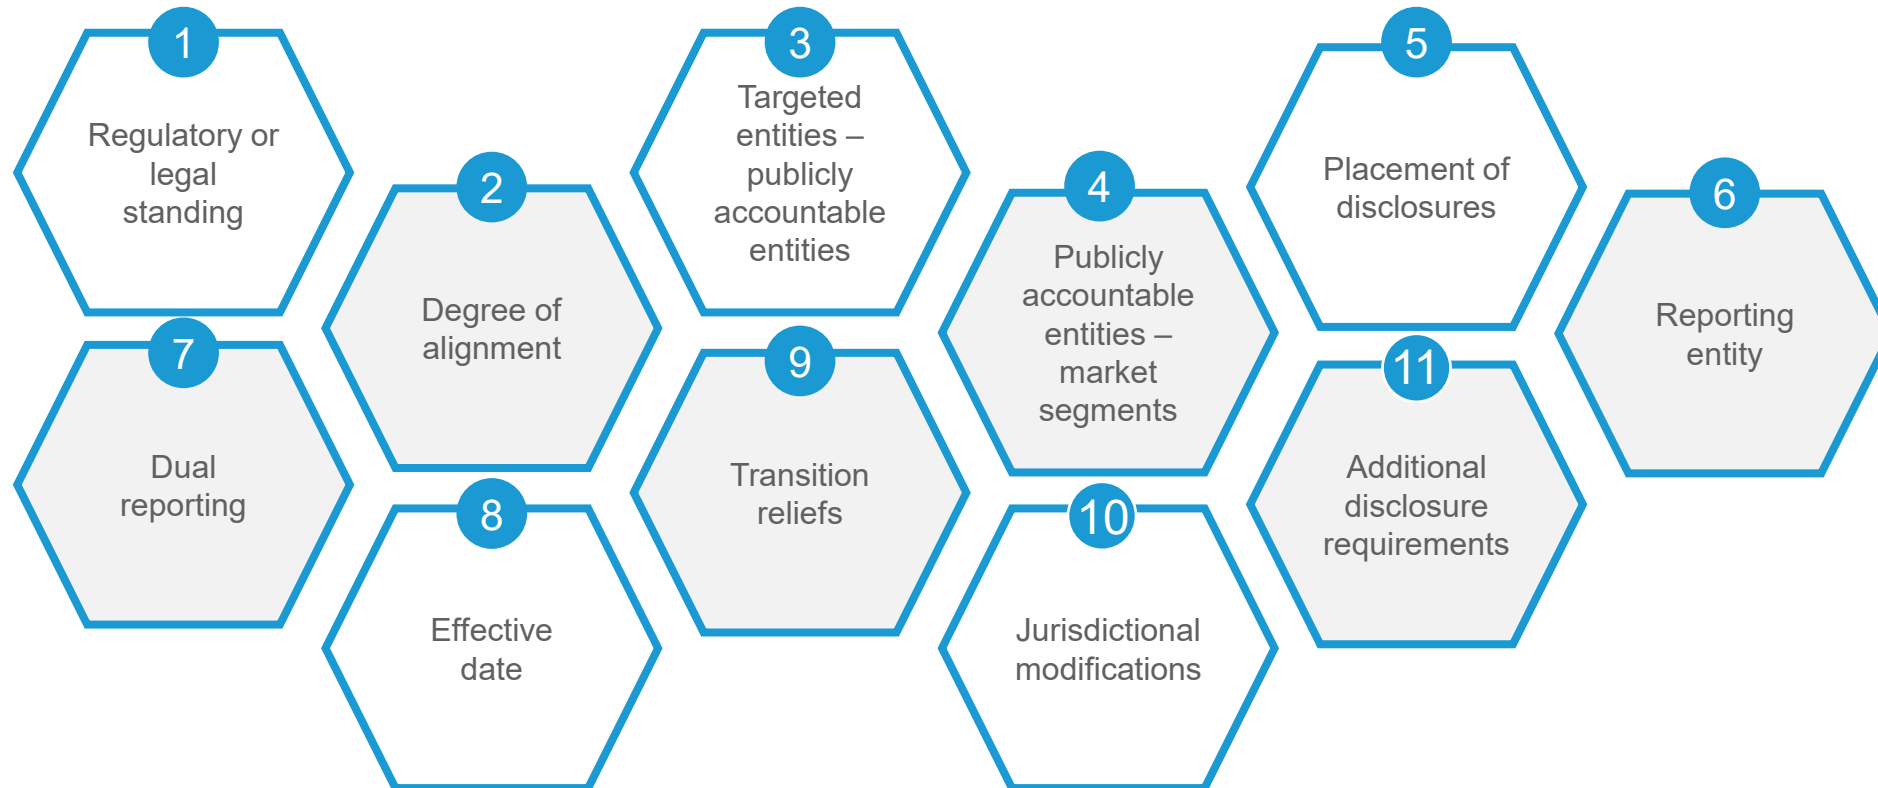 1
Regulatory or
legal
standing
2
Degree of
alignment
3
Targeted
entities –
publicly
accountable
entities
4
Publicly
accountable
entities –
market
segments
5
Placement of
disclosures
6
Reporting
entity
7
Dual
reporting
8
Effective
date
9
Transition
reliefs
10
Jurisdictional
modifications
11
Additional
disclosure
requirements